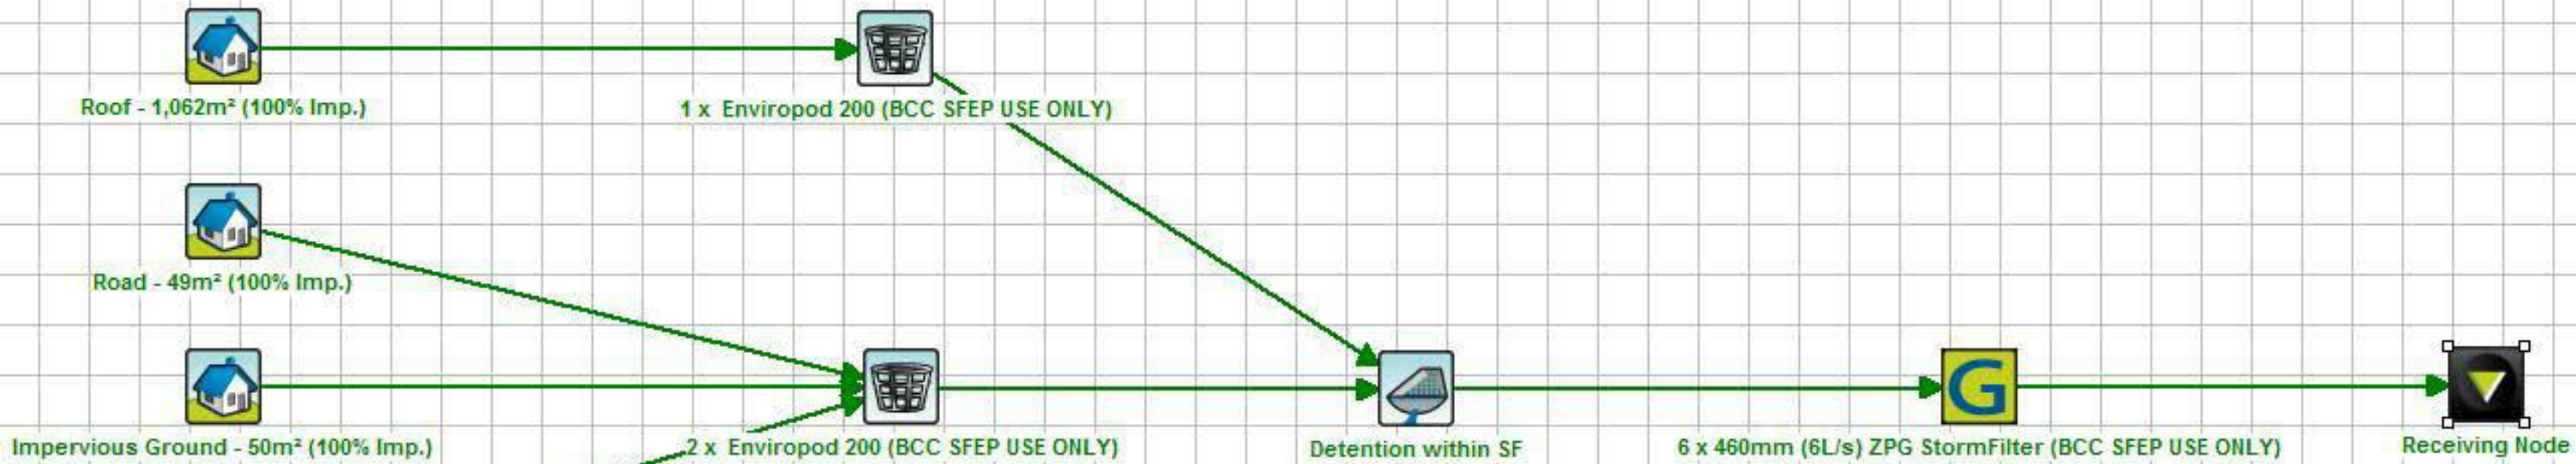 Roof - 1,062m² (100% Imp.)
1 x  Enviropod 200 (BCC SFEP USE ONLY)
Road - 49m² (100% Imp.)
G
Impervious Ground - 50m² (100% Imp.)
2 x  Enviropod 200 (BCC SFEP USE ONLY)
Detention within SF
6 x 460mm (6L/s) ZPG StormFilter (BCC SFEP USE ONLY)
Receiving Node